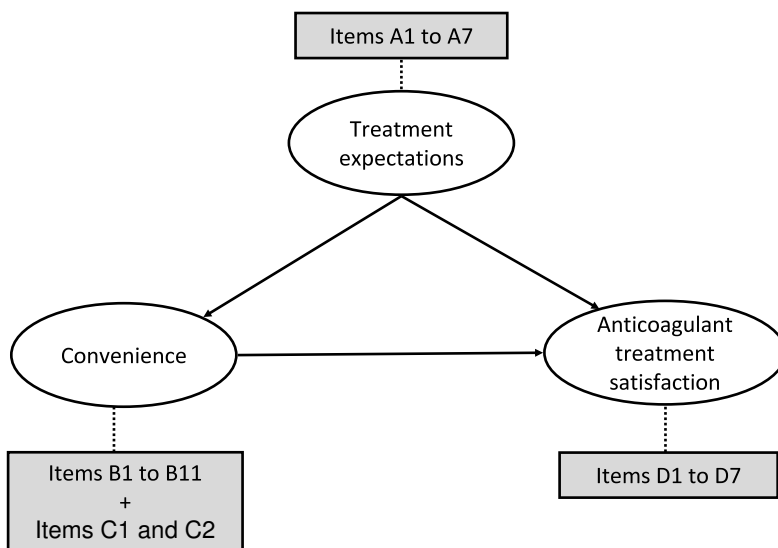 Items A1 to A7
Treatment
expectations
Convenience
Anticoagulant
treatment
satisfaction
Items B1 to B11
+
Items C1 and C2
Items D1 to D7